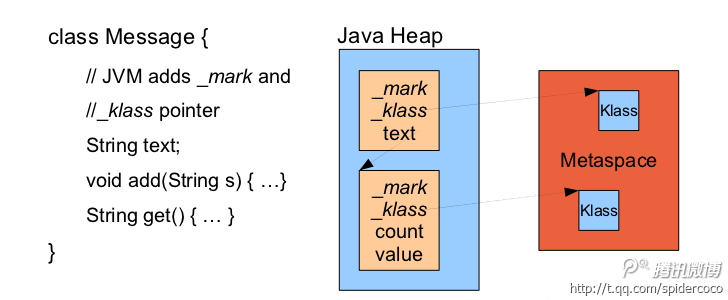 class Message {
// JVM adds _mark and
//_klass pointer
String text;
void add(String s) { …}
String get() { … }
}
Java Heap
_mark
_klass
text
_mark
_klass
count
value
Klass
Metaspace
Klass
腾讯微博
http://t.qq.com/spidercoco